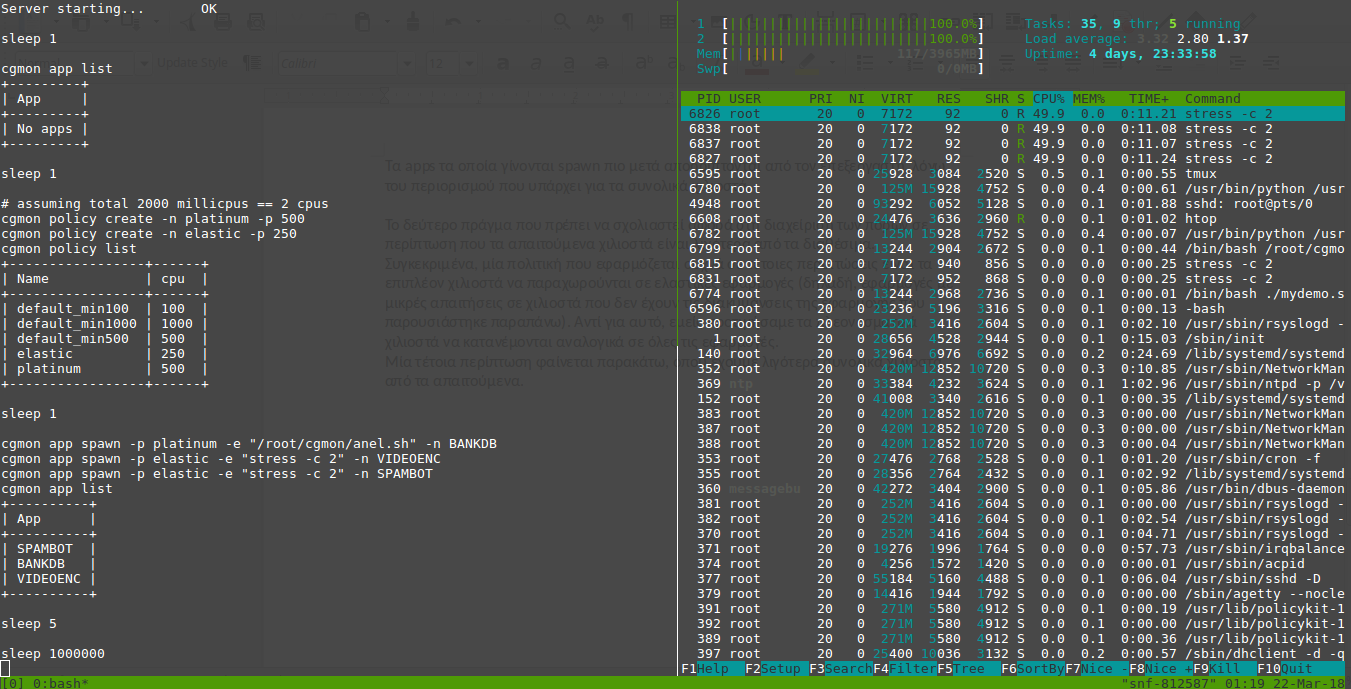 Server starting...       OK
sleep 1
cgmon app list
+---------+
| App     |
+---------+
| No apps |
+---------+
sleep 1
# assuming total 2000 millicpus == 2 cpus
cgmon policy create -n platinum -p 500
cgmon policy create -n elastic -p 250
cgmon policy list
+-----------------+------+
| Name            | cpu  |
+-----------------+------+
| default_min100  | 100  |
| default_min1000 | 1000 |
| default_min500  | 500  |
| elastic         | 250  |
| platinum        | 500  |
+-----------------+------+
sleep 1
cgmon app spawn -p platinum -e "/root/cgmon/anel.sh" -n BANKDB
cgmon app spawn -p elastic -e "stress -c 2" -n VIDEOENC
cgmon app spawn -p elastic -e "stress -c 2" -n SPAMBOT
cgmon app list
+----------+
| App      |
+----------+
| SPAMBOT  |
| BANKDB   |
| VIDEOENC |
+----------+
sleep 5
sleep 1000000
1 [||||||||||||||||||||||||||100.0%] Tasks: 35, 9 thr; 5 running
2 [||||||||||||||||||||||||||100.0%] Load average: 3.32 2.80 1.37
Mem[||||||| 117/3965MB] Uptime: 4 days, 23:33:58
Swp[ 0/0MB]
PID USER PRI NI VIRT RES SHR S CPU% MEM% TIME+ Command
6826 root 20 0 7172 92 0 R 49.9 0.0 0:11.21 stress -c 2
6838 root 20 0 7172 92 0 R 49.9 0.0 0:11.08 stress -c 2
6837 root 20 0 7172 92 0 R 49.9 0.0 0:11.07 stress -c 2
6827 root 20 0 7172 92 0 R 49.9 0.0 0:11.24 stress -c 2
6595 root 20 0 25928 3084 2520 S 0.5 0.1 0:00.55 tmux
6780 root 20 0 125M 15928 4752 S 0.0 0.4 0:00.61 /usr/bin/python /usr
4948 root 20 0 93292 6052 5128 S 0.0 0.1 0:01.88 sshd: root@pts/0
6608 root 20 0 24476 3636 2960 R 0.0 0.1 0:01.02 htop
6782 root 20 0 125M 15928 4752 S 0.0 0.4 0:00.07 /usr/bin/python /usr
6799 root 20 0 13244 2904 2672 S 0.0 0.1 0:00.44 /bin/bash /root/cgmo
6815 root 20 0 7172 940 856 S 0.0 0.0 0:00.25 stress -c 2
6831 root 20 0 7172 952 868 S 0.0 0.0 0:00.25 stress -c 2
6774 root 20 0 13244 2968 2736 S 0.0 0.1 0:00.01 /bin/bash ./mydemo.s
6596 root 20 0 23236 5196 3316 S 0.0 0.1 0:00.13 -bash
380 root 20 0 252M 3416 2604 S 0.0 0.1 0:02.10 /usr/sbin/rsyslogd -
1 root 20 0 28656 4528 2944 S 0.0 0.1 0:15.03 /sbin/init
140 root 20 0 32964 6976 6692 S 0.0 0.2 0:24.69 /lib/systemd/systemd
352 root 20 0 420M 12852 10720 S 0.0 0.3 0:10.85 /usr/sbin/NetworkMan
369 ntp 20 0 33384 4232 3624 S 0.0 0.1 1:02.96 /usr/sbin/ntpd -p /v
152 root 20 0 41008 3340 2616 S 0.0 0.1 0:00.35 /lib/systemd/systemd
383 root 20 0 420M 12852 10720 S 0.0 0.3 0:00.00 /usr/sbin/NetworkMan
387 root 20 0 420M 12852 10720 S 0.0 0.3 0:00.00 /usr/sbin/NetworkMan
388 root 20 0 420M 12852 10720 S 0.0 0.3 0:00.04 /usr/sbin/NetworkMan
353 root 20 0 27476 2768 2528 S 0.0 0.1 0:01.20 /usr/sbin/cron -f
355 root 20 0 28356 2764 2432 S 0.0 0.1 0:02.92 /lib/systemd/systemd
360 messagebu 20 0 42272 3404 2900 S 0.0 0.1 0:05.86 /usr/bin/dbus-daemon
381 root 20 0 252M 3416 2604 S 0.0 0.1 0:00.00 /usr/sbin/rsyslogd -
382 root 20 0 252M 3416 2604 S 0.0 0.1 0:02.54 /usr/sbin/rsyslogd -
370 root 20 0 252M 3416 2604 S 0.0 0.1 0:04.71 /usr/sbin/rsyslogd -
371 root 20 0 19276 1996 1764 S 0.0 0.0 0:57.73 /usr/sbin/irqbalance
374 root 20 0 4256 1572 1420 S 0.0 0.0 0:00.01 /usr/sbin/acpid
377 root 20 0 55184 5160 4488 S 0.0 0.1 0:06.04 /usr/sbin/sshd -D
379 root 20 0 14416 1944 1792 S 0.0 0.0 0:00.00 /sbin/agetty --nocle
391 root 20 0 271M 5580 4912 S 0.0 0.1 0:00.19 /usr/lib/policykit-1
392 root 20 0 271M 5580 4912 S 0.0 0.1 0:00.00 /usr/lib/policykit-1
389 root 20 0 271M 5580 4912 S 0.0 0.1 0:00.36 /usr/lib/policykit-1
397 root 20 0 25400 10036 3132 S 0.0 0.2 0:00.57 /sbin/dhclient -d -q
F1Help F2Setup F3Search F4Filter F5Tree F6SortBy F7Nice - F8Nice + F9Kill F10Quit
[0] 0:bash* "snf-812587" 01:19 22-Mar-18